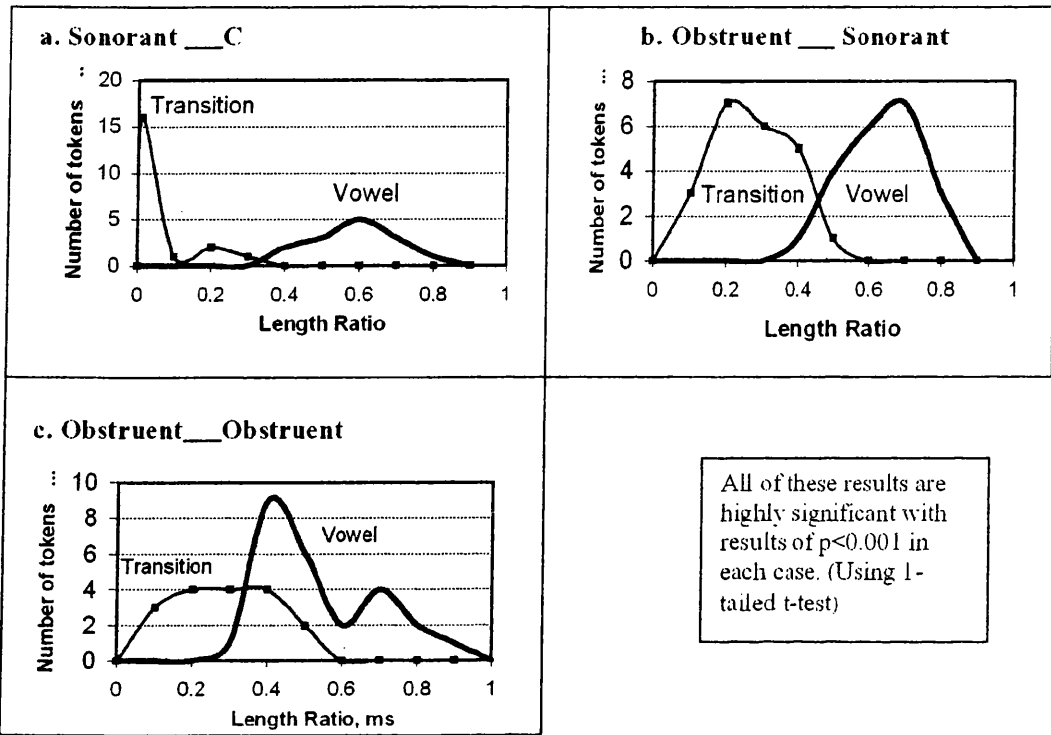 a. Sonorant ___C
Number of tokens ...
20
15
10
5
0
Transition
Vowel
0 0.2 0.4 0.6 0.8 1
Length Ratio
b. Obstruent ___ Sonorant
Number of tokens ...
8
6
4
2
0
Transition
Vowel
0 0.2 0.4 0.6 0.8 1
Length Ratio
c. Obstruent___Obstruent
Number of tokens ...
10
8
6
4
2
0
Transition
Vowel
0 0.2 0.4 0.6 0.8 1
Length Ratio, ms
All of these results are
highly significant with
results of p<0.001 in
each case. (Using 1-
tailed t-test)